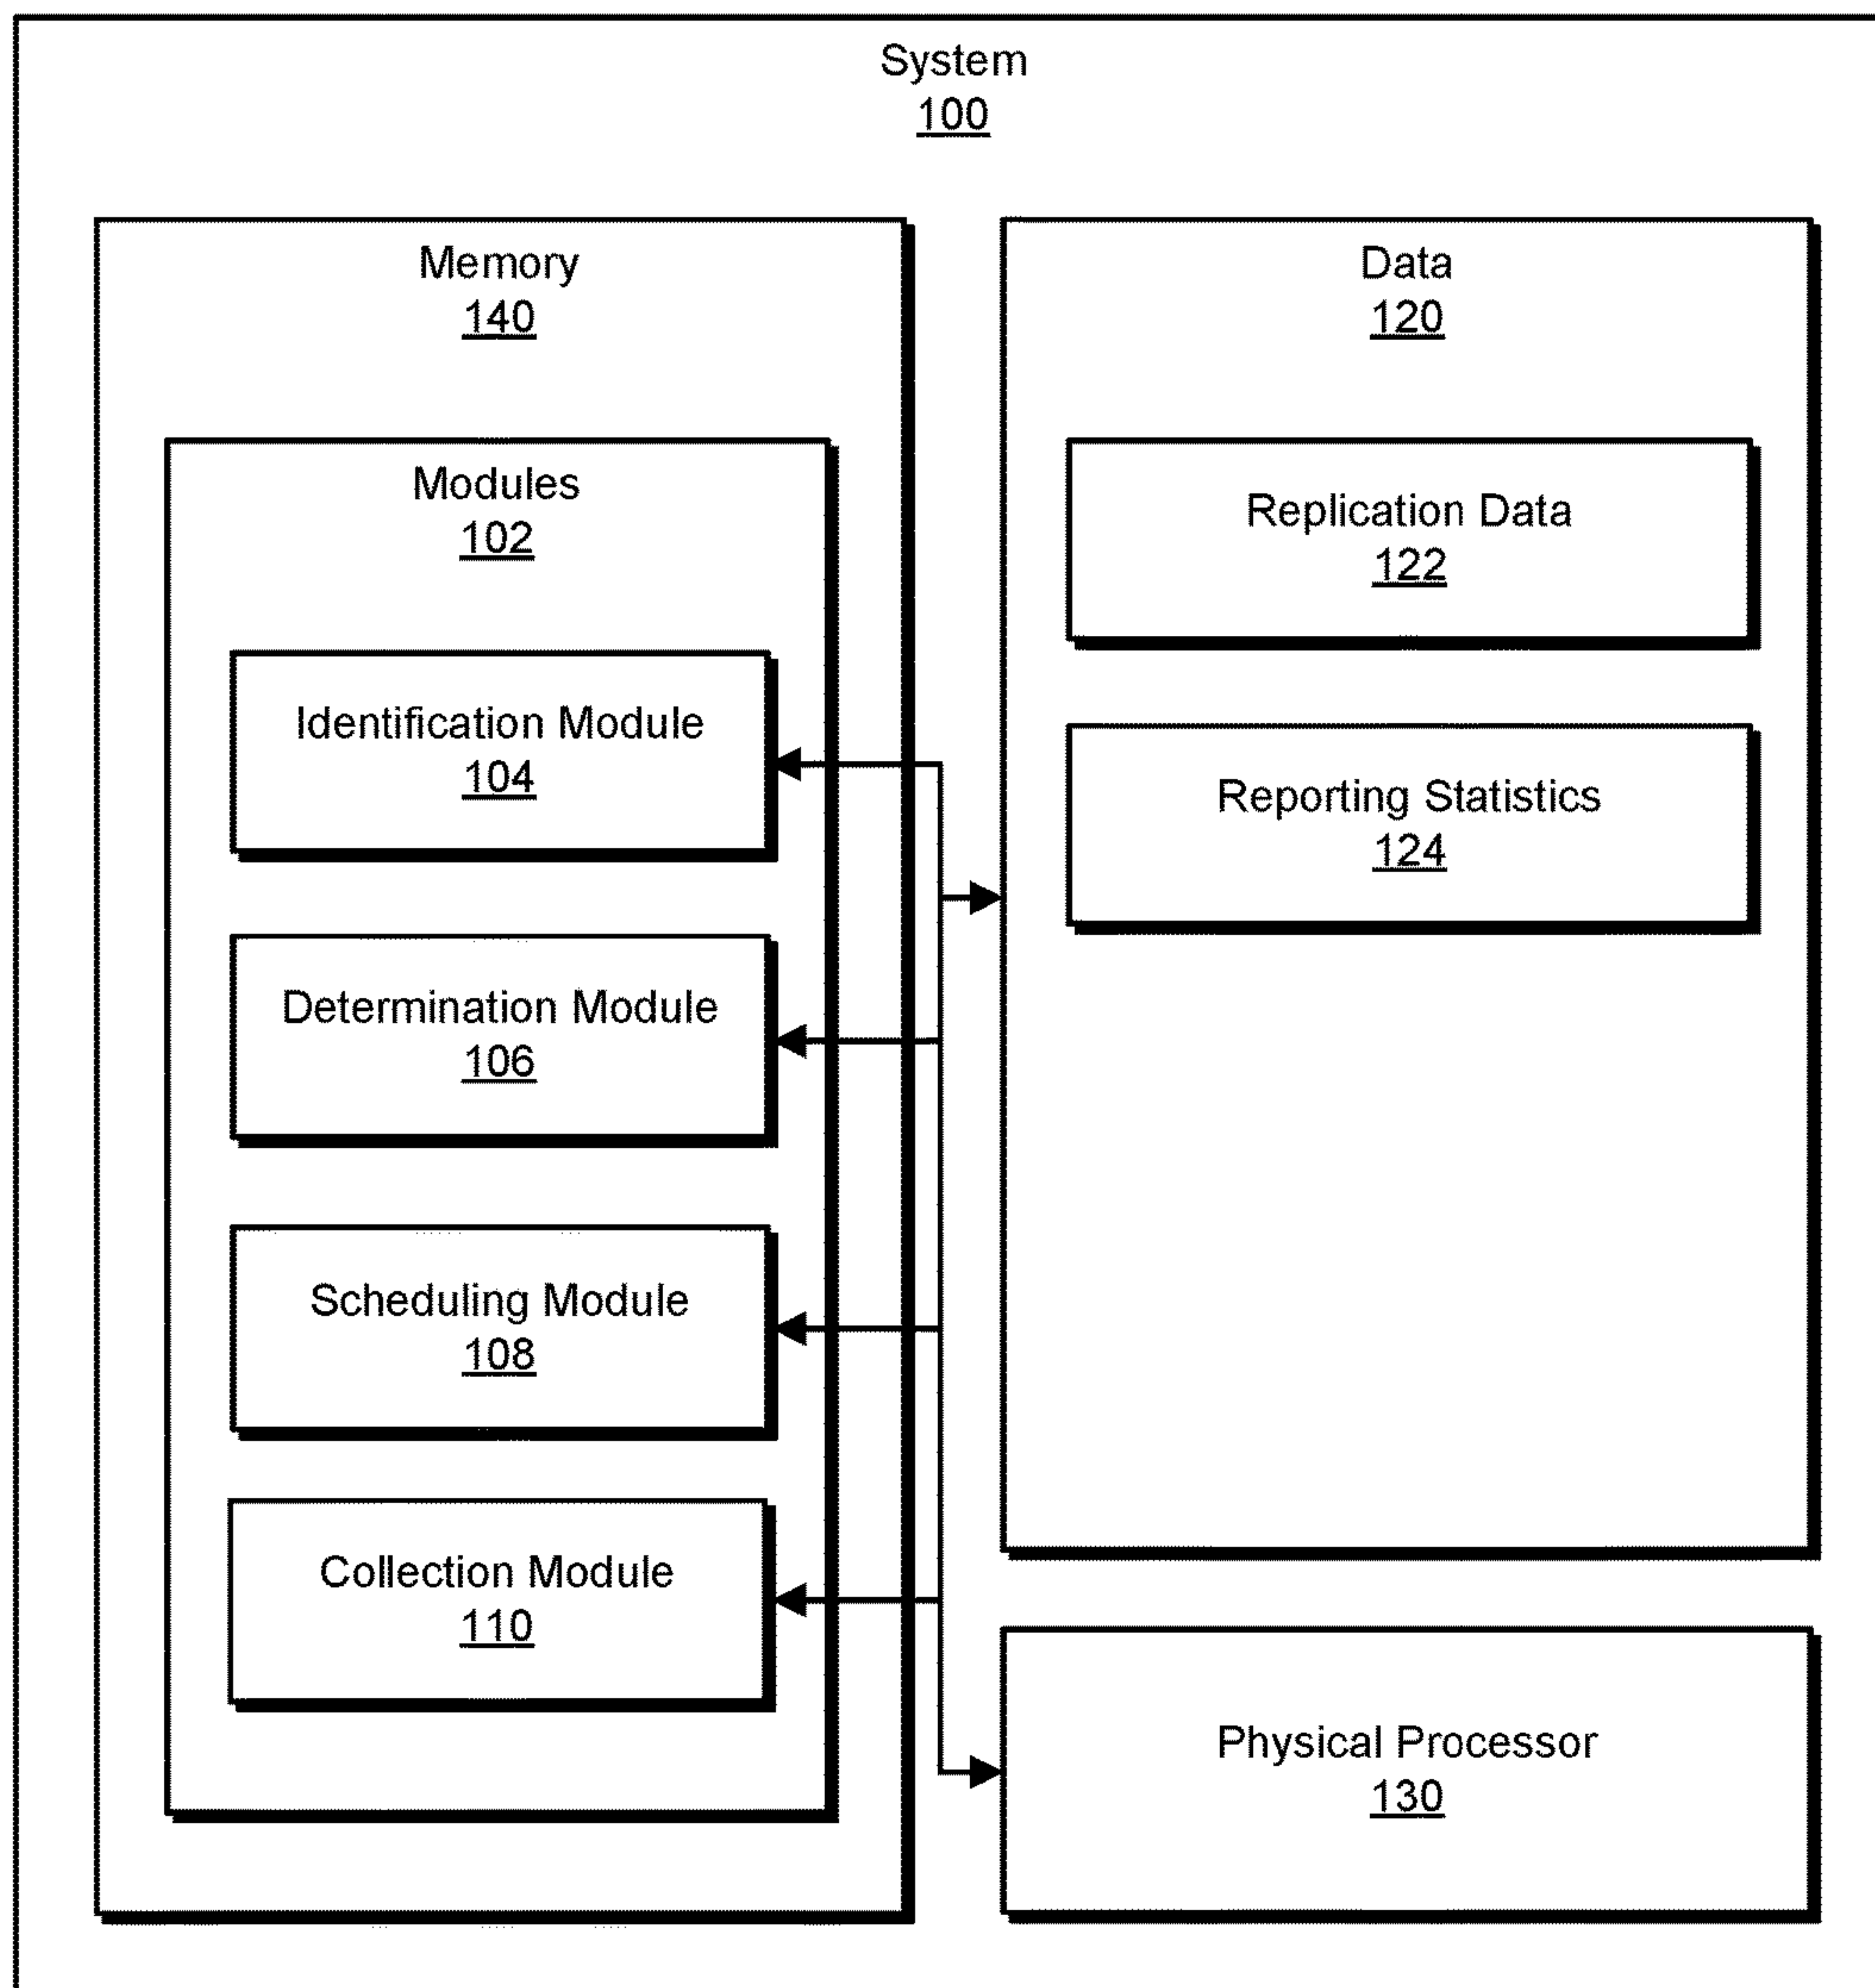 System
100
Memory
140
Modules
102
Identification Module
104
Determination Module
106
Scheduling Module
108
Collection Module
110
Data
120
Replication Data
122
Reporting Statistics
124
Physical Processor
130